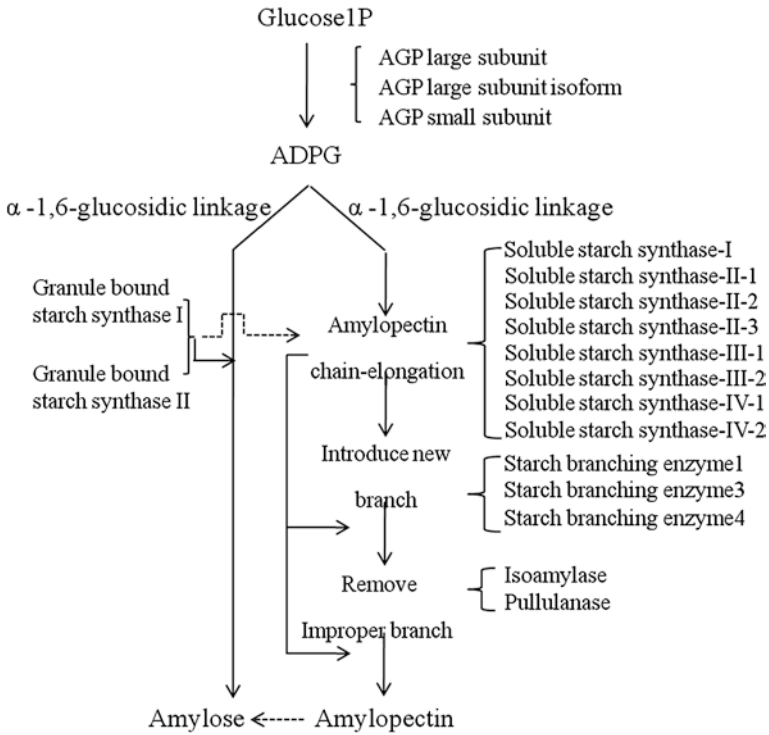 Glucose1P
AGP large subunit
AGP large subunit isoform
AGP small subunit
ADPG
α-1,6-glucosidic linkage
α-1,6-glucosidic linkage
Granule bound
starch synthase I
Granule bound
starch synthase II
Amylopectin
chain-elongation
Soluble starch synthase-I
Soluble starch synthase-II-1
Soluble starch synthase-II-2
Soluble starch synthase-II-3
Soluble starch synthase-III-1
Soluble starch synthase-III-2
Soluble starch synthase-IV-1
Soluble starch synthase-IV-2
Introduce new
branch
Starch branching enzyme1
Starch branching enzyme3
Starch branching enzyme4
Remove
Improper branch
Isoamylase
Pullulanase
Amylose
Amylopectin